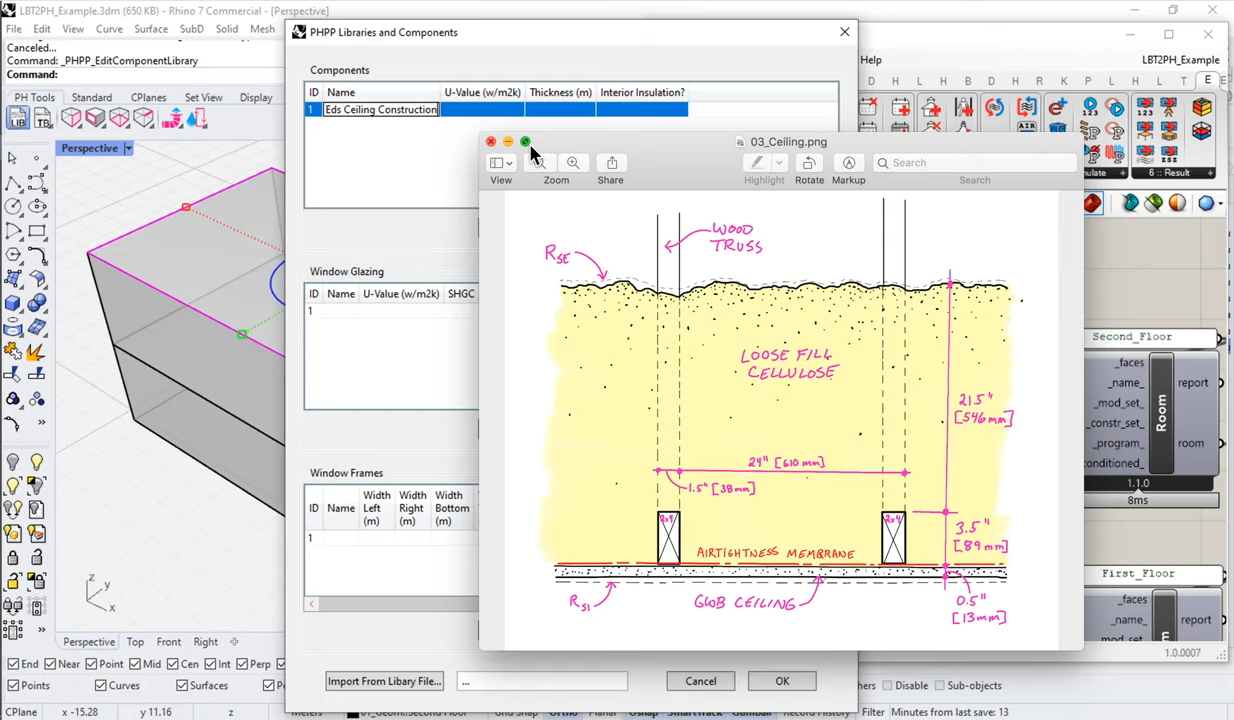 LBT2PH_Example.3dm (650 KB) - Rhino 7 Commercial - [Perspective]
File Edit View Curve Surface SubD Solid Mesh
Canceled...
Command: _PHPP_EditComponentLibrary
Command:
PH Tools Standard CPlanes Display
LIB TB
Perspective
z
y
x
Perspective Top Front Right
End Near Point Mid Cen Int Perp
Points Curves Surfaces
CPlane x -15.28 y 11.16 z
PHPP Libraries and Components
Components
ID Name U-Value (w/m2k) Thickness (m) Interior Insulation?
1 Eds Ceiling Construction
Window Glazing
ID Name U-Value (w/m2k) SHGC
1
Window Frames
ID Name Width Left (m) Width Right (m) Width Bottom (m)
1
Import From Libary File... ... Cancel OK
03_Ceiling.png
View Zoom Share Highlight Rotate Markup Search
Search
WOOD
TRUSS
RSE
LOOSE FILL
CELLULOSE
21.5"
[546mm]
24" [610mm]
1.5" [38mm]
2x4 2x4
3.5"
[89mm]
AIRTIGHTNESS MEMBRANE
RSI
GWB CEILING
0.5"
[13mm]
Help LBT2PH_Example
D A H L H H E
AIR
6 :: Result
Second_Floor
_faces
_name_
_mod_set_
_constr_set_
_program_
conditioned_
Room
report
room
1.1.0
8ms
First_Floor
_faces
_name_
report
1.0.0007
Disable Sub-objects
Ortho Planar Osnap SmartTrack Gumball Record History Filter Minutes from last save: 13